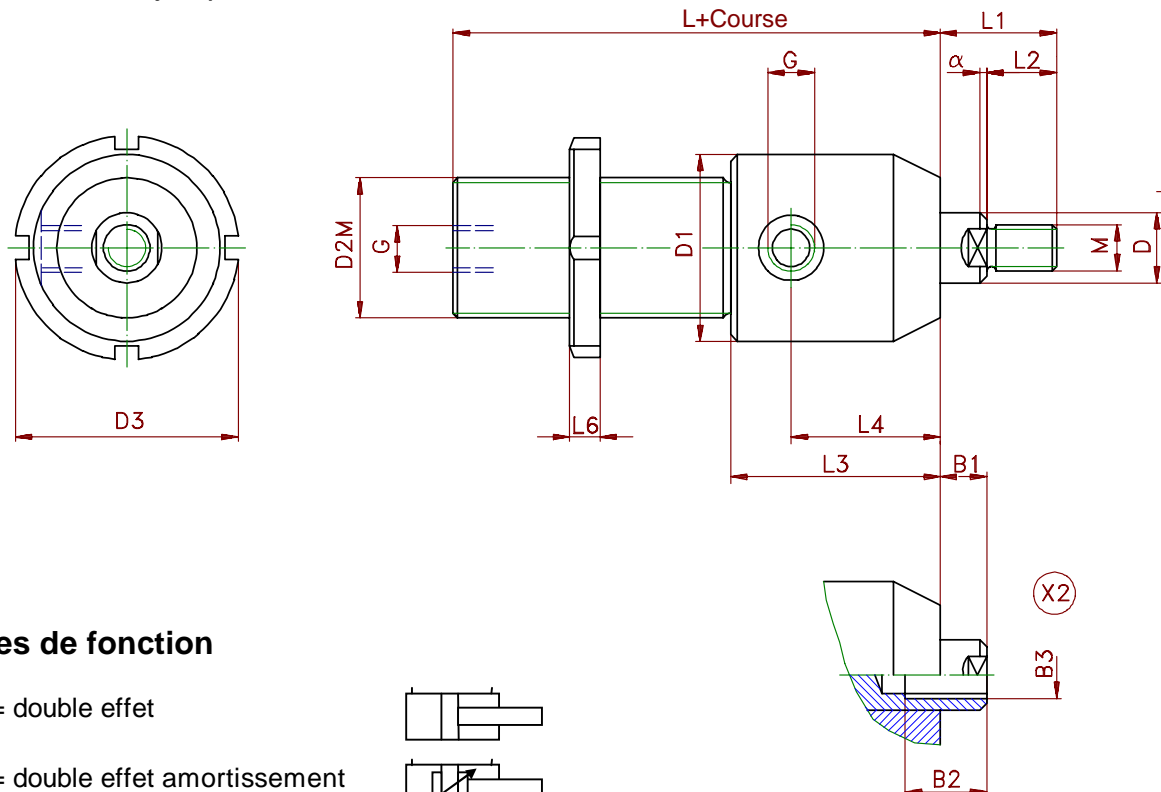 L+Course
L1
G
α
L2
D2M
G
D1
M
D
D3
L6
L4
L3
B1
X2
B3
B2
es de fonction
= double effet
= double effet amortissement